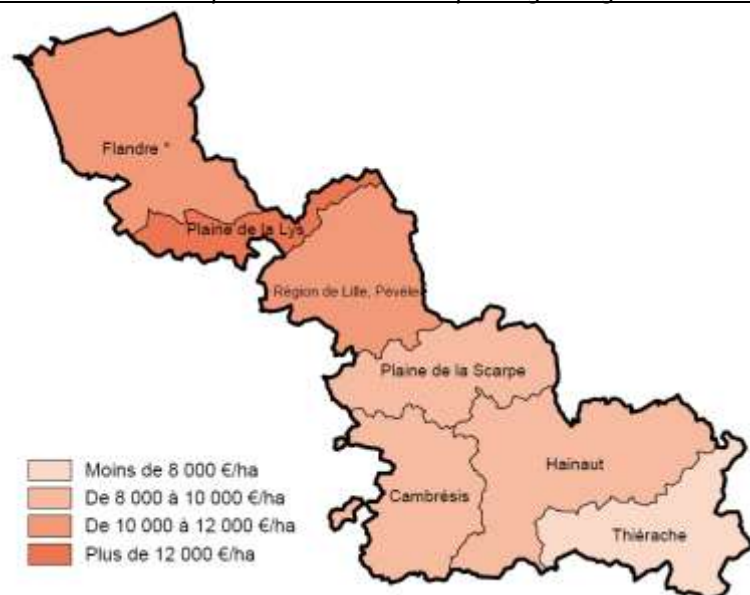 Flandre *
Plaine de la Lys
Région de Lille, Pévèle
Plaine de la Scarpe
Hainaut
Cambrésis
Thiérache
Moins de 8 000 €/ha
De 8 000 à 10 000 €/ha
De 10 000 à 12 000 €/ha
Plus de 12 000 €/ha